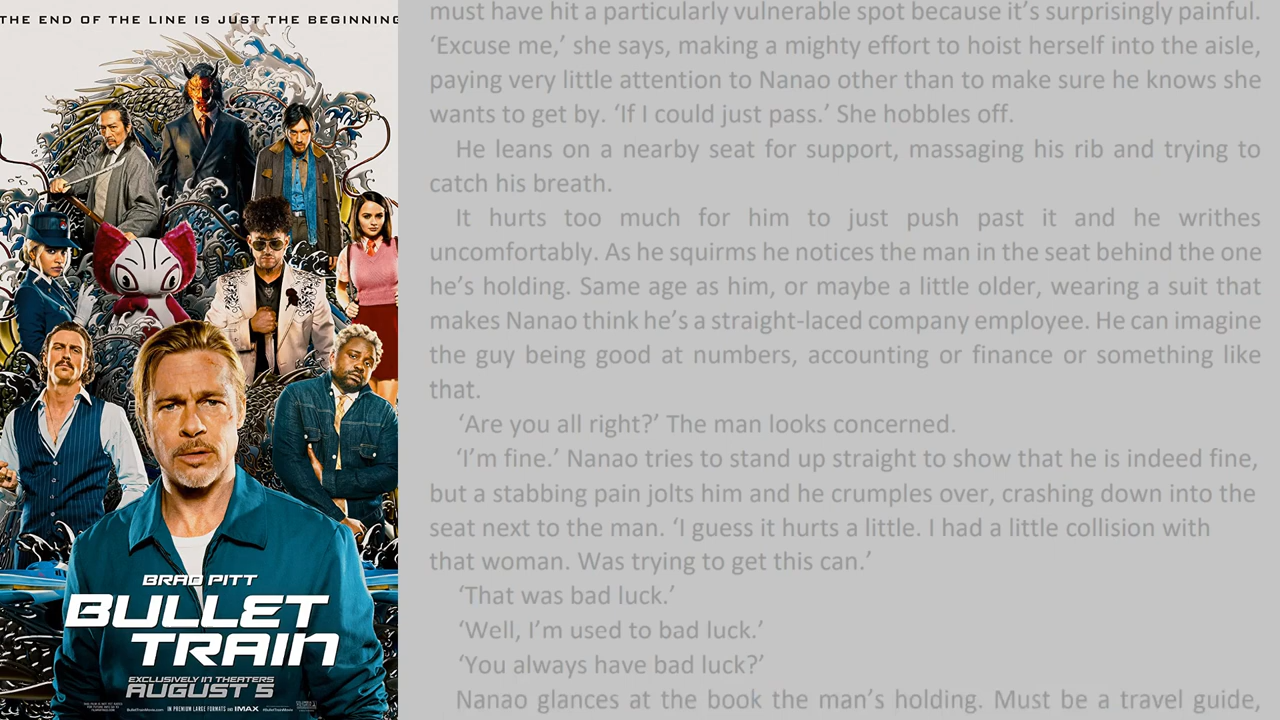 THE END OF THE LINE IS JUST THE BEGINNING
BRAD PITT
BULLET
TRAIN
EXCLUSIVELY IN THEATERS
AUGUST 5
BulletTrainMovie.com IN PREMIUM LARGE FORMATS AND IMAX #BulletTrainMovie
must have hit a particularly vulnerable spot because it’s surprisingly painful.
‘Excuse me,’ she says, making a mighty effort to hoist herself into the aisle,
paying very little attention to Nanao other than to make sure he knows she
wants to get by. ‘If I could just pass.’ She hobbles off.
He leans on a nearby seat for support, massaging his rib and trying to
catch his breath.
It hurts too much for him to just push past it and he writhes
uncomfortably. As he squirms he notices the man in the seat behind the one
he’s holding. Same age as him, or maybe a little older, wearing a suit that
makes Nanao think he’s a straight-laced company employee. He can imagine
the guy being good at numbers, accounting or finance or something like
that.
‘Are you all right?’ The man looks concerned.
‘I’m fine.’ Nanao tries to stand up straight to show that he is indeed fine,
but a stabbing pain jolts him and he crumples over, crashing down into the
seat next to the man. ‘I guess it hurts a little. I had a little collision with
that woman. Was trying to get this can.’
‘That was bad luck.’
‘Well, I’m used to bad luck.’
‘You always have bad luck?’
Nanao glances at the book the man’s holding. Must be a travel guide,